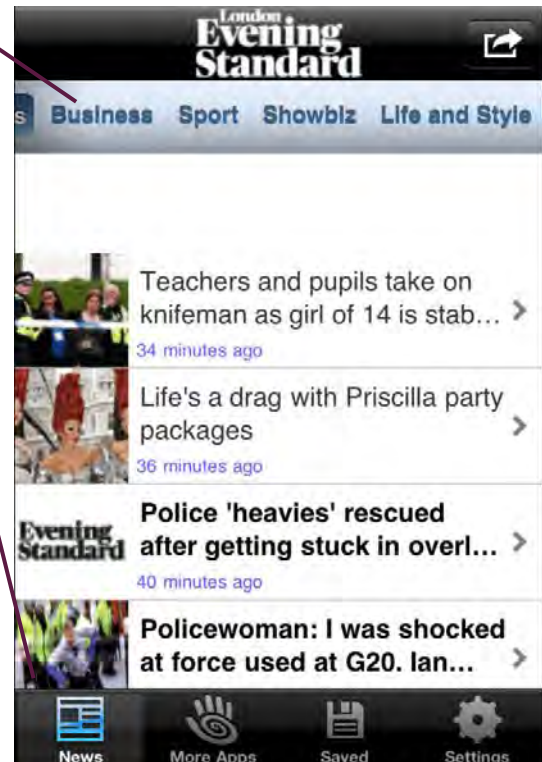 London
Evening
Standard
s Business Sport Showbiz Life and Style
Teachers and pupils take on
knifeman as girl of 14 is stab...
34 minutes ago
Life's a drag with Priscilla party
packages
36 minutes ago
Evening
Standard
Police 'heavies' rescued
after getting stuck in overl...
40 minutes ago
Policewoman: I was shocked
at force used at G20. Ian...
News More Apps Saved Settings